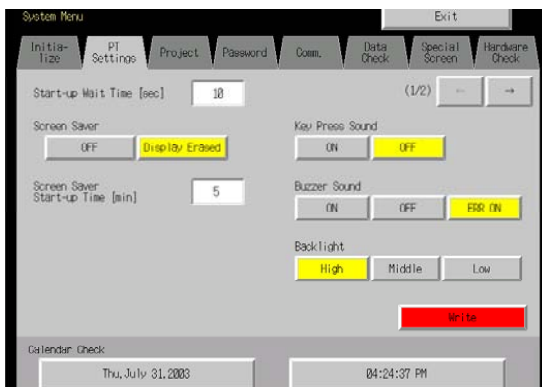 System Menu
Exit
Initia-
lize
PT
Settings
Project
Password
Comm.
Data
Check
Special
Screen
Hardware
Check
Start-up Wait Time [sec]
10
(1/2)
←
→
Screen Saver
OFF
Display Erased
Key Press Sound
ON
OFF
Screen Saver
Start-up Time [min]
5
Buzzer Sound
ON
OFF
ERR ON
Backlight
High
Middle
Low
Write
Calendar Check
Thu,July 31.2003
04:24:37 PM